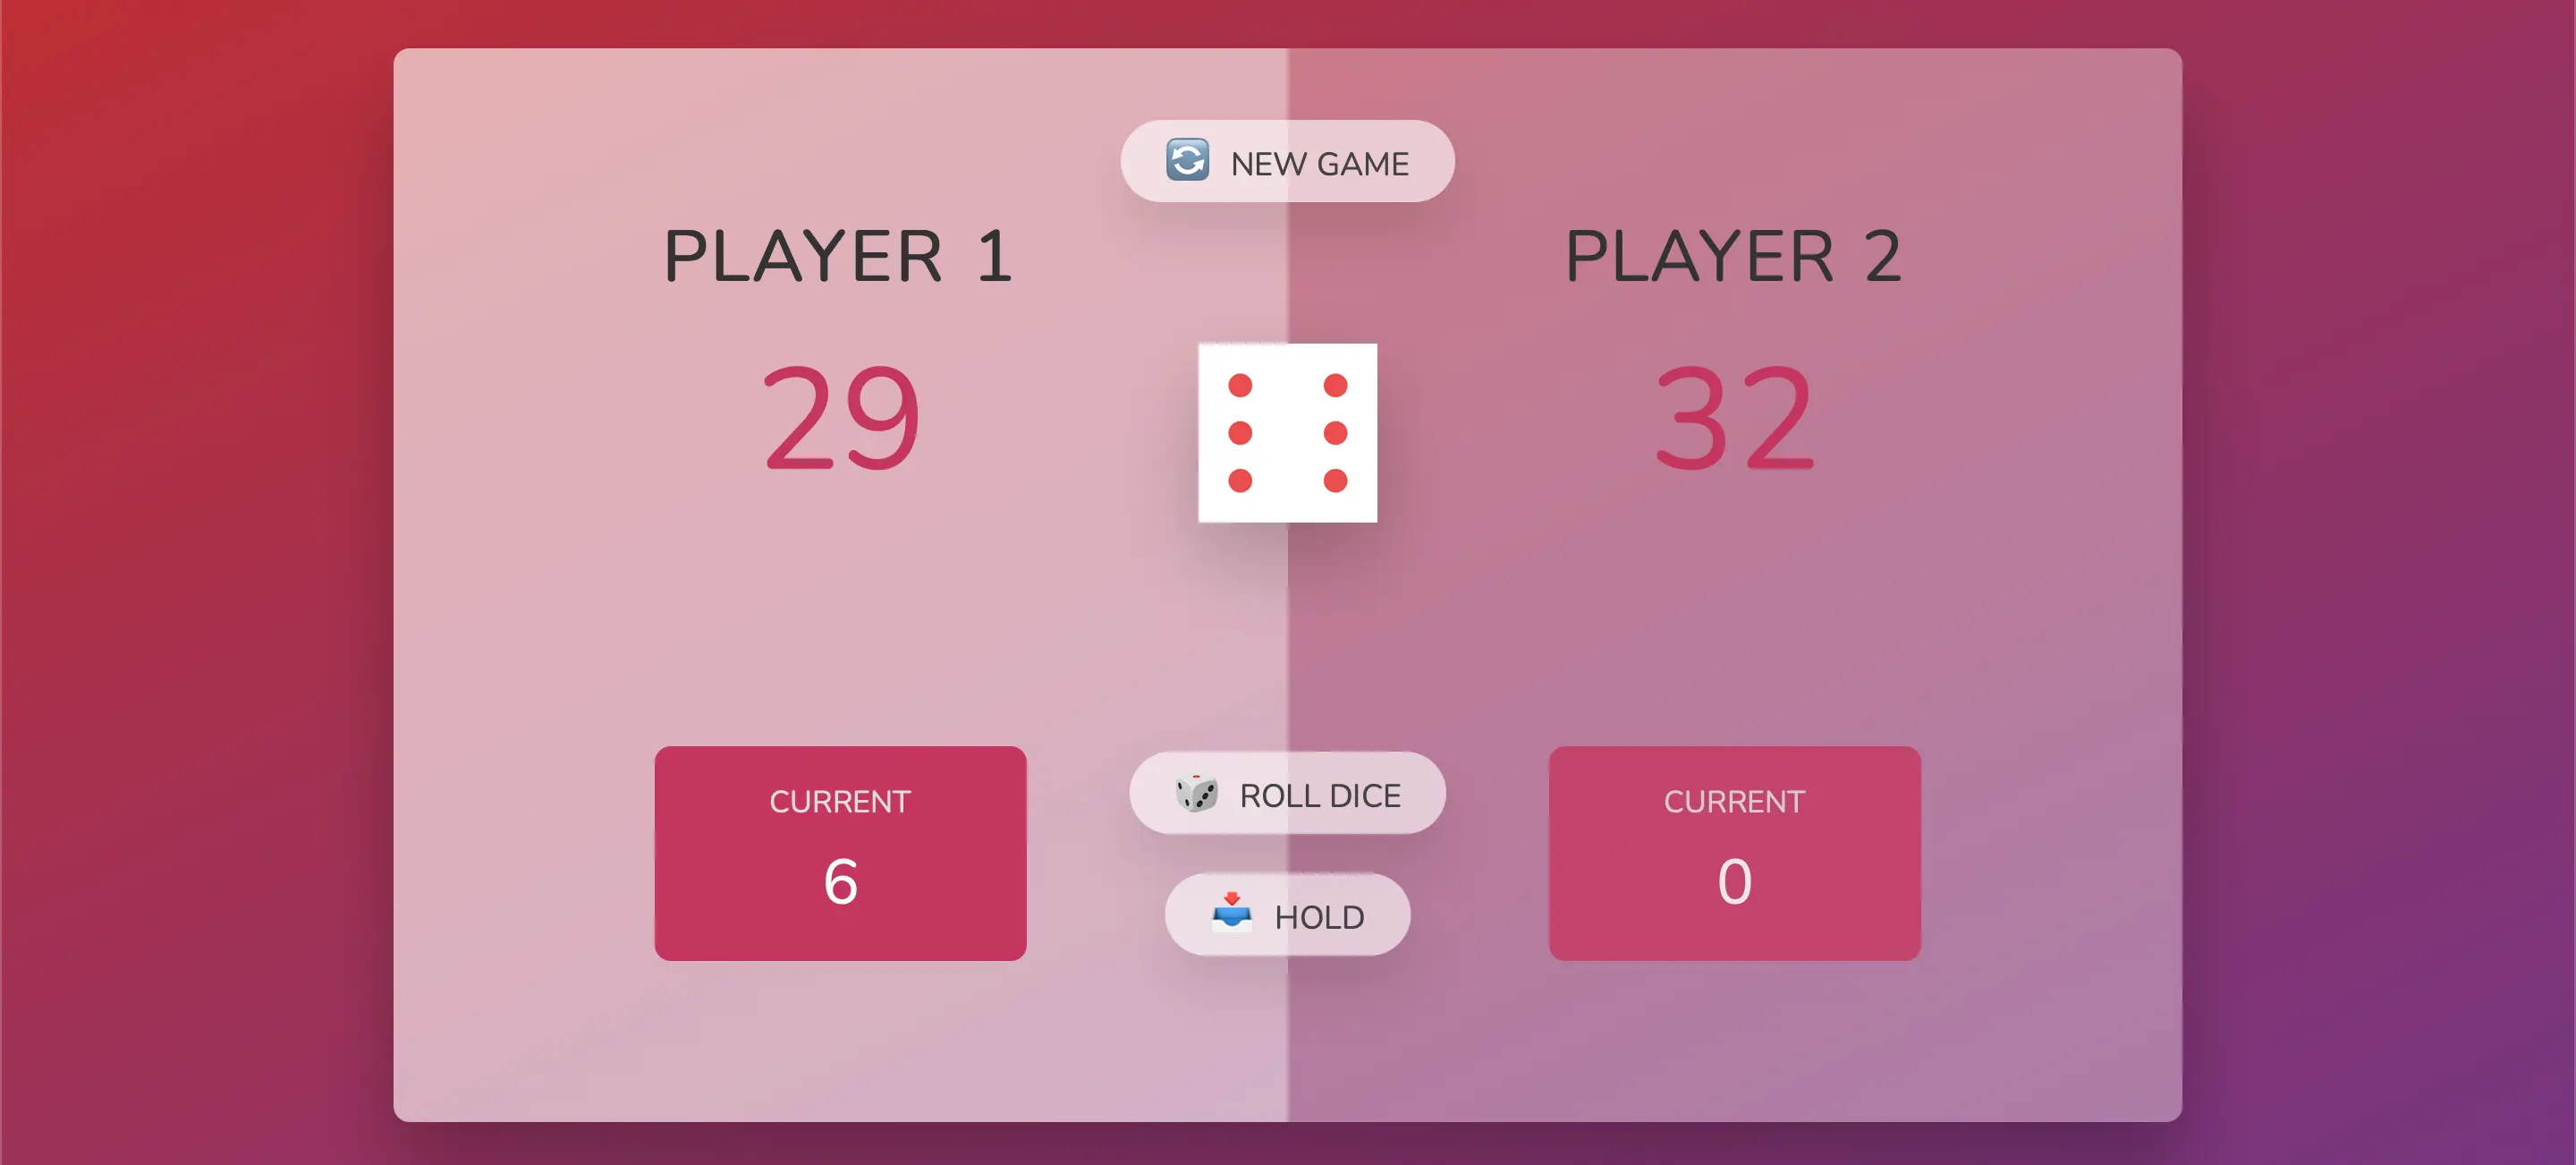 NEW GAME
PLAYER 1
PLAYER 2
29
32
CURRENT
6
ROLL DICE
HOLD
CURRENT
0